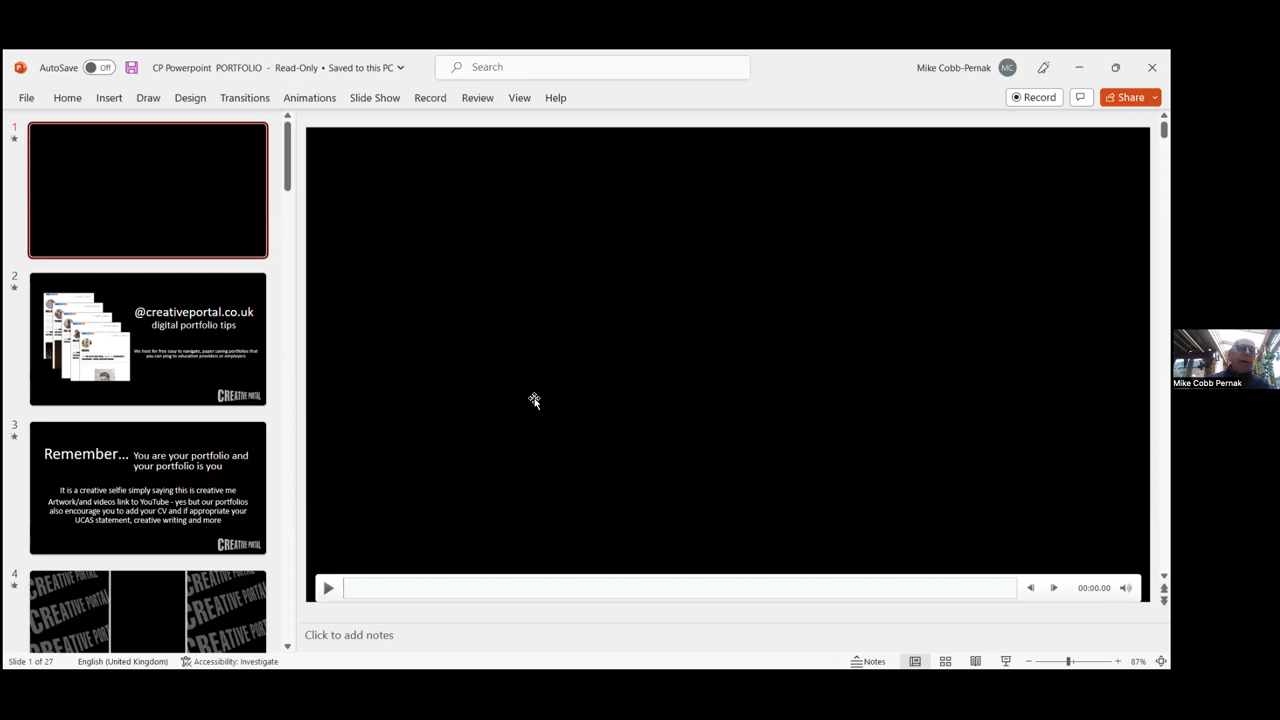 AutoSave Off CP Powerpoint PORTFOLIO - Read-Only • Saved to this PC Search Mike Cobb-Pernak MC
File Home Insert Draw Design Transitions Animations Slide Show Record Review View Help Record Share
1
2
@creativeportal.co.uk
digital portfolio tips
We host for free easy to navigate, paper saving portfolios that
you can ping to education providers or employers
CREATIVE PORTAL
3
Remember... You are your portfolio and
your portfolio is you
It is a creative selfie simply saying this is creative me
Artwork/and videos link to YouTube - yes but our portfolios
also encourage you to add your CV and if appropriate your
UCAS statement, creative writing and more
CREATIVE PORTAL
4
CREATIVE PORTAL
CREATIVE PORTAL
CREATIVE PORTAL
CREATIVE PORTAL
00:00.00
Click to add notes
Slide 1 of 27 English (United Kingdom) Accessibility: Investigate Notes 87%
Mike Cobb Pernak